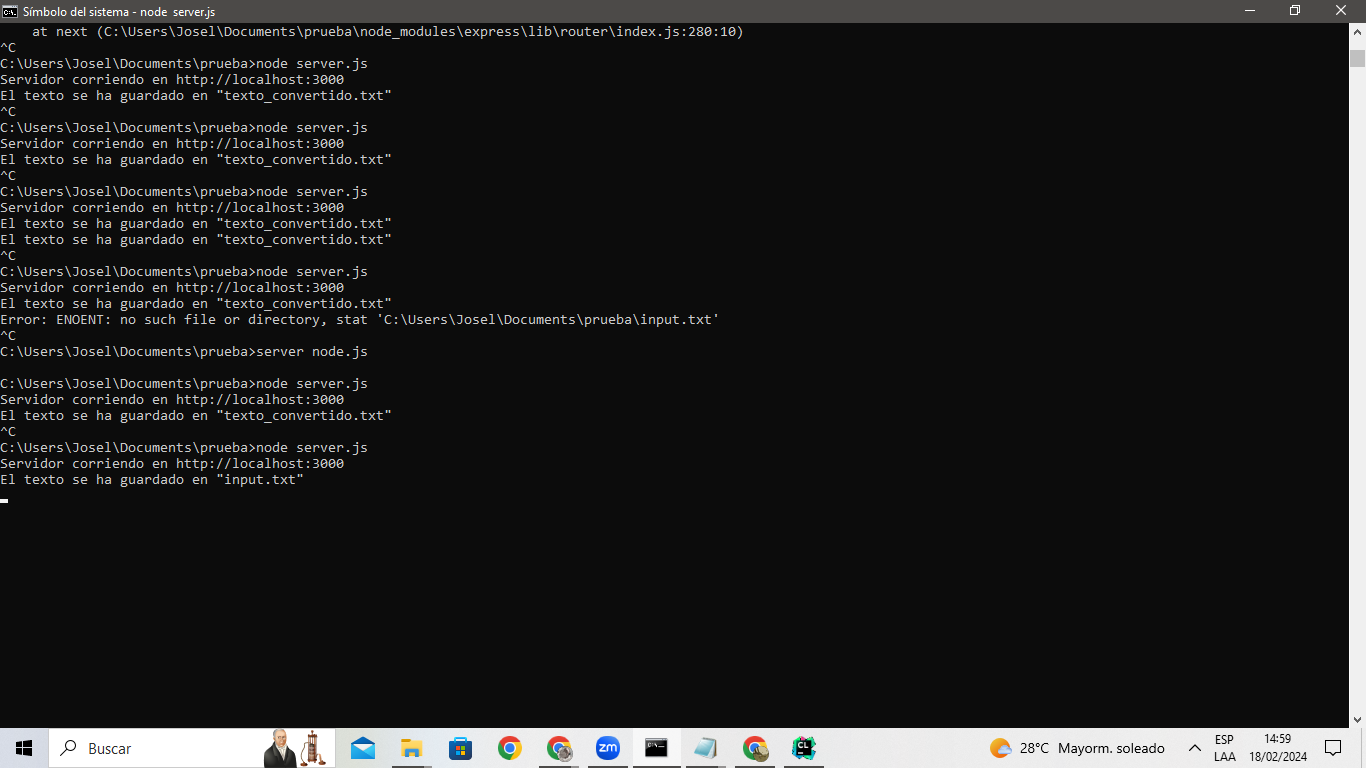 Símbolo del sistema - node server.js
    at next (C:\Users\Josel\Documents\prueba\node_modules\express\lib\router\index.js:280:10)
^C
C:\Users\Josel\Documents\prueba>node server.js
Servidor corriendo en http://localhost:3000
El texto se ha guardado en "texto_convertido.txt"
^C
C:\Users\Josel\Documents\prueba>node server.js
Servidor corriendo en http://localhost:3000
El texto se ha guardado en "texto_convertido.txt"
^C
C:\Users\Josel\Documents\prueba>node server.js
Servidor corriendo en http://localhost:3000
El texto se ha guardado en "texto_convertido.txt"
El texto se ha guardado en "texto_convertido.txt"
^C
C:\Users\Josel\Documents\prueba>node server.js
Servidor corriendo en http://localhost:3000
El texto se ha guardado en "texto_convertido.txt"
Error: ENOENT: no such file or directory, stat 'C:\Users\Josel\Documents\prueba\input.txt'
^C
C:\Users\Josel\Documents\prueba>server node.js
C:\Users\Josel\Documents\prueba>node server.js
Servidor corriendo en http://localhost:3000
El texto se ha guardado en "texto_convertido.txt"
^C
C:\Users\Josel\Documents\prueba>node server.js
Servidor corriendo en http://localhost:3000
El texto se ha guardado en "input.txt"
Buscar
zm
CL
28°C Mayorm. soleado
ESP
LAA
14:59
18/02/2024